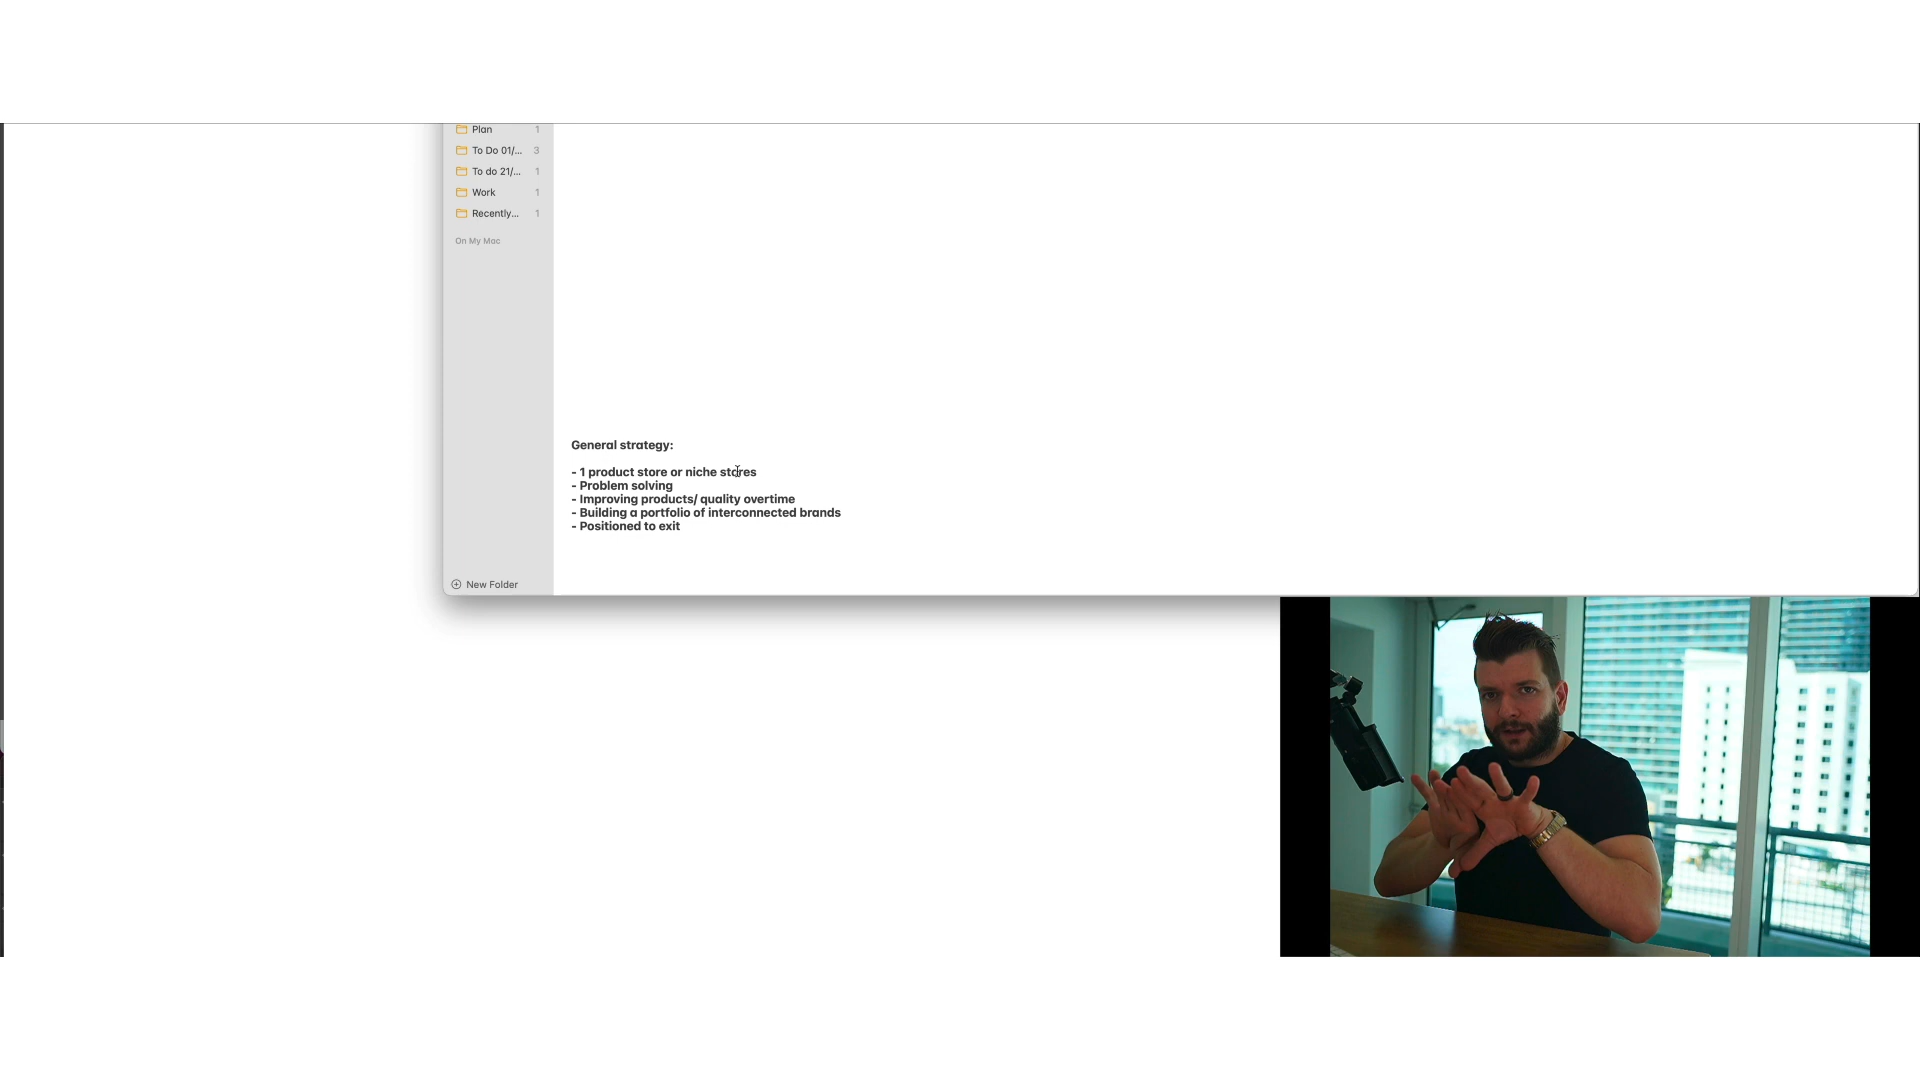 Plan 1
To Do 01/... 3
To do 21/... 1
Work 1
Recently... 1
On My Mac
General strategy:
- 1 product store or niche stores
- Problem solving
- Improving products/ quality overtime
- Building a portfolio of interconnected brands
- Positioned to exit
New Folder